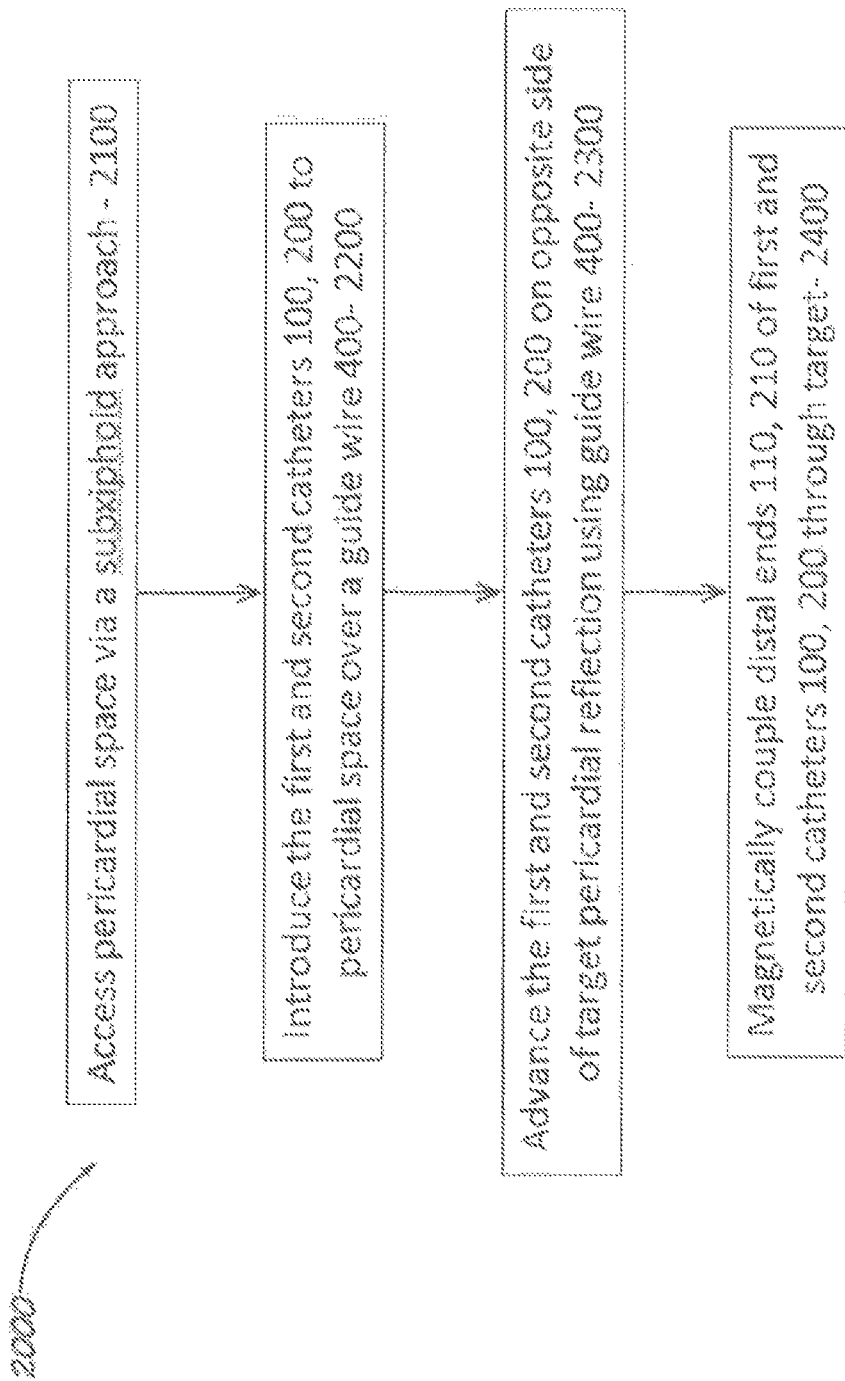 2000
Access pericardial space via a subxiphoid approach - 2100
Introduce the first and second catheters 100, 200 to
pericardial space over a guide wire 400- 2200
Advance the first and second catheters 100, 200 on opposite side
of target pericardial reflection using guide wire 400- 2300
Magnetically couple distal ends 110, 210 of first and
second catheters 100, 200 through target- 2400